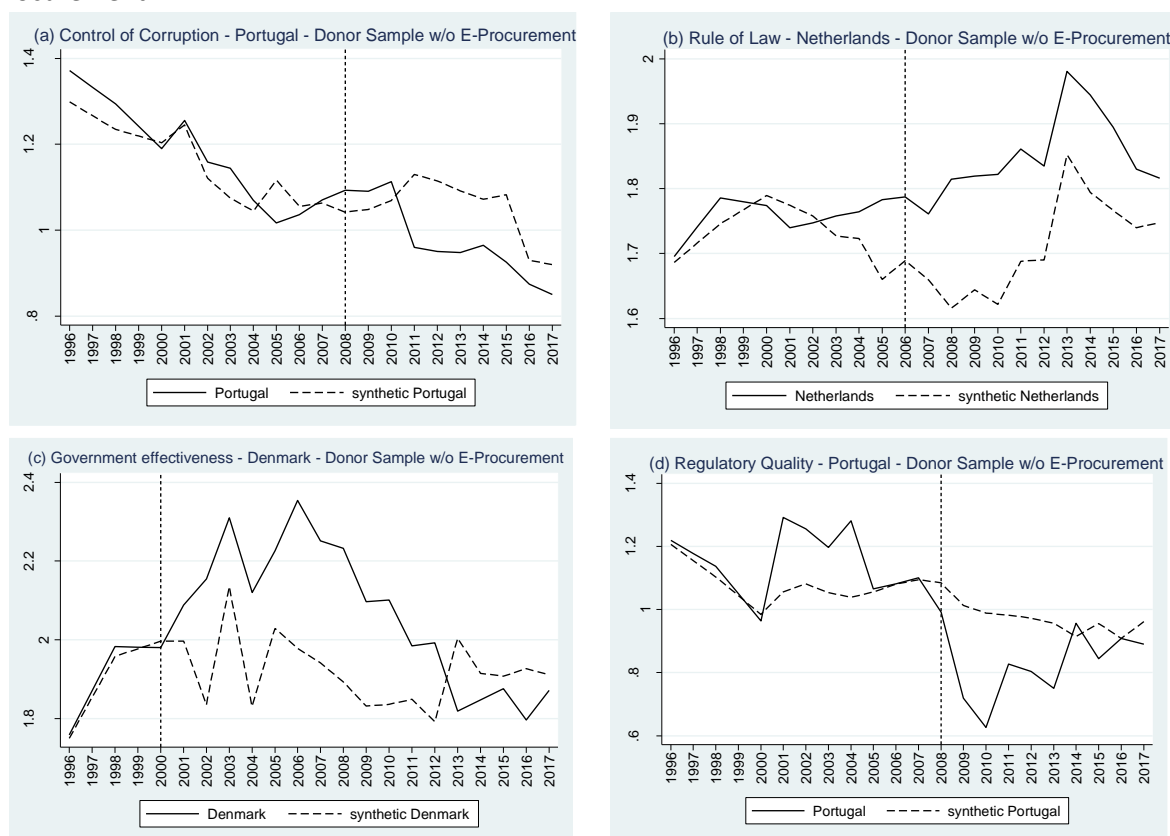 (a) Control of Corruption - Portugal - Donor Sample w/o E-Procurement
1.4
1.2
1
.8
1996 1997 1998 1999 2000 2001 2002 2003 2004 2005 2006 2007 2008 2009 2010 2011 2012 2013 2014 2015 2016 2017
Portugal synthetic Portugal
(b) Rule of Law - Netherlands - Donor Sample w/o E-Procurement
2
1.9
1.8
1.7
1.6
1996 1997 1998 1999 2000 2001 2002 2003 2004 2005 2006 2007 2008 2009 2010 2011 2012 2013 2014 2015 2016 2017
Netherlands synthetic Netherlands
(c) Government effectiveness - Denmark - Donor Sample w/o E-Procurement
2.4
2.2
2
1.8
1996 1997 1998 1999 2000 2001 2002 2003 2004 2005 2006 2007 2008 2009 2010 2011 2012 2013 2014 2015 2016 2017
Denmark synthetic Denmark
(d) Regulatory Quality - Portugal - Donor Sample w/o E-Procurement
1.4
1.2
1
.8
.6
1996 1997 1998 1999 2000 2001 2002 2003 2004 2005 2006 2007 2008 2009 2010 2011 2012 2013 2014 2015 2016 2017
Portugal synthetic Portugal